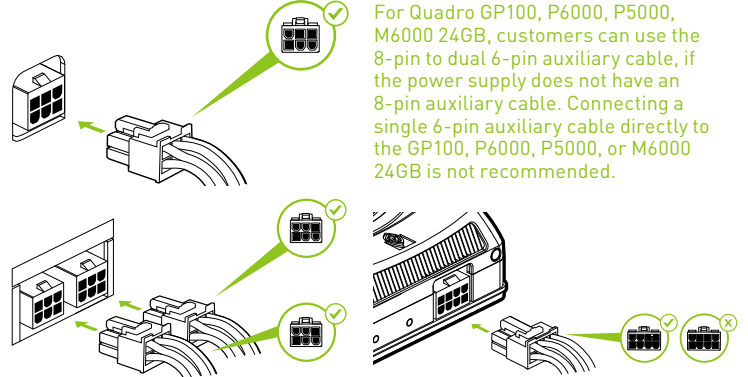 For Quadro GP100, P6000, P5000,
M6000 24GB, customers can use the
8-pin to dual 6-pin auxiliary cable, if
the power supply does not have an
8-pin auxiliary cable. Connecting a
single 6-pin auxiliary cable directly to
the GP100, P6000, P5000, or M6000
24GB is not recommended.